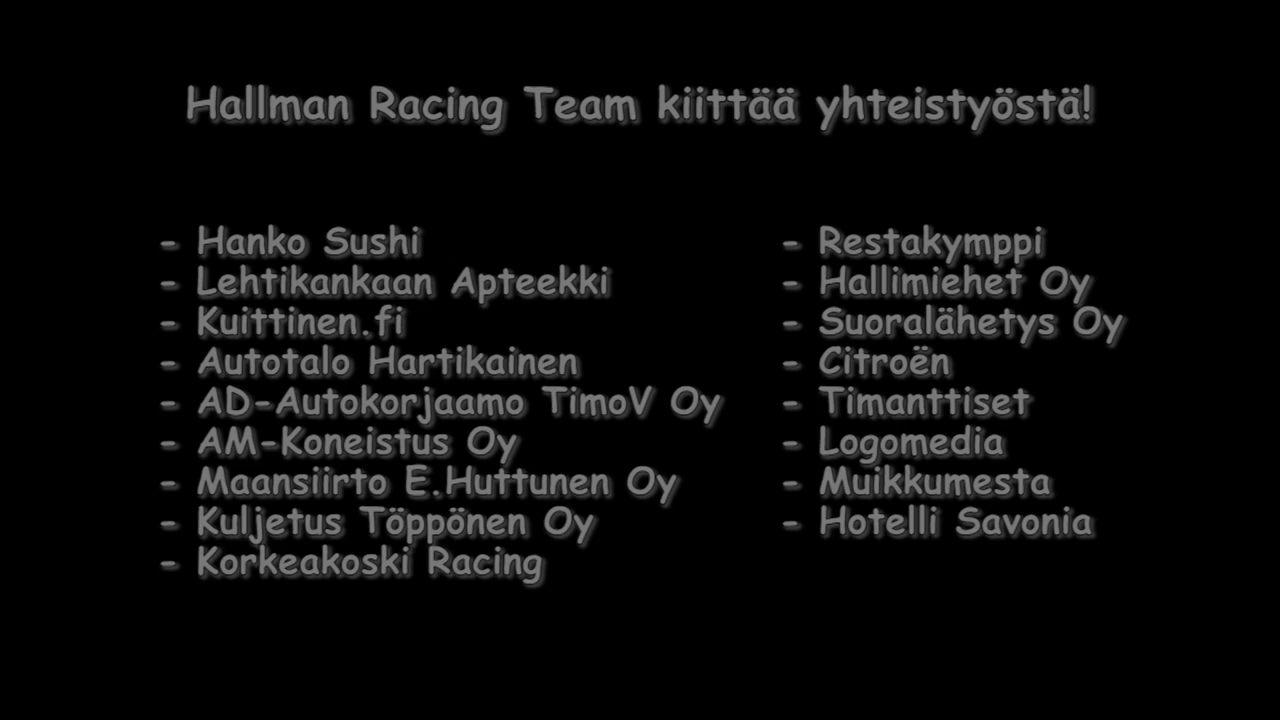 Hallman Racing Team kiittää yhteistyöstä!
- Hanko Sushi
- Lehtikankaan Apteekki
- Kuittinen.fi
- Autotalo Hartikainen
- AD-Autokorjaamo TimoV Oy
- AM-Koneistus Oy
- Maansiirto E.Huttunen Oy
- Kuljetus Töppönen Oy
- Korkeakoski Racing
- Restakymppi
- Hallimiehet Oy
- Suoralähetys Oy
- Citroën
- Timanttiset
- Logomedia
- Muikkumesta
- Hotelli Savonia